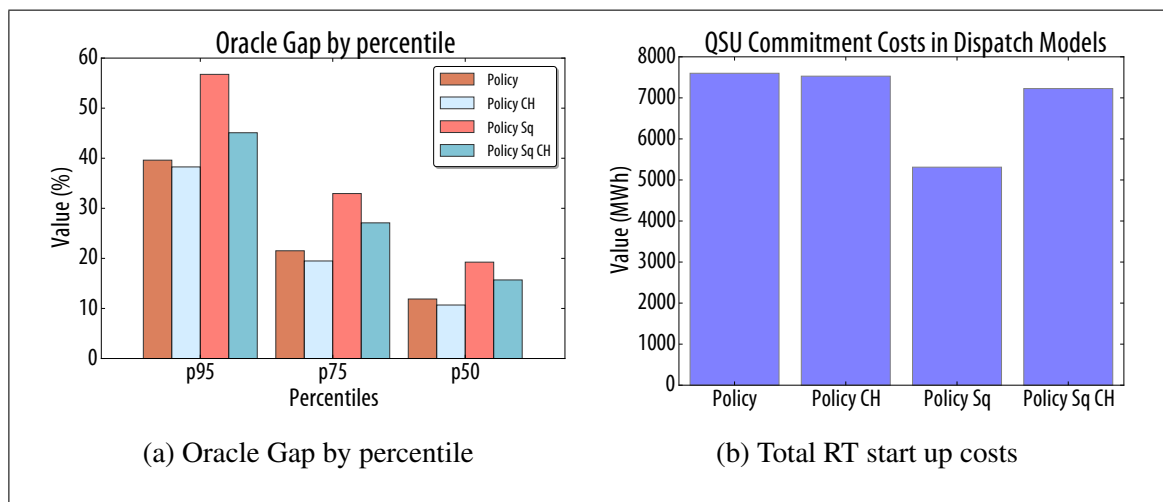 Oracle Gap by percentile
60
50
40
30
20
10
0
Value (%)
Policy
Policy CH
Policy Sq
Policy Sq CH
p95 p75 p50
Percentiles
(a) Oracle Gap by percentile
QSU Commitment Costs in Dispatch Models
8000
7000
6000
5000
4000
3000
2000
1000
0
Value (MWh)
Policy Policy CH Policy Sq Policy Sq CH
(b) Total RT start up costs